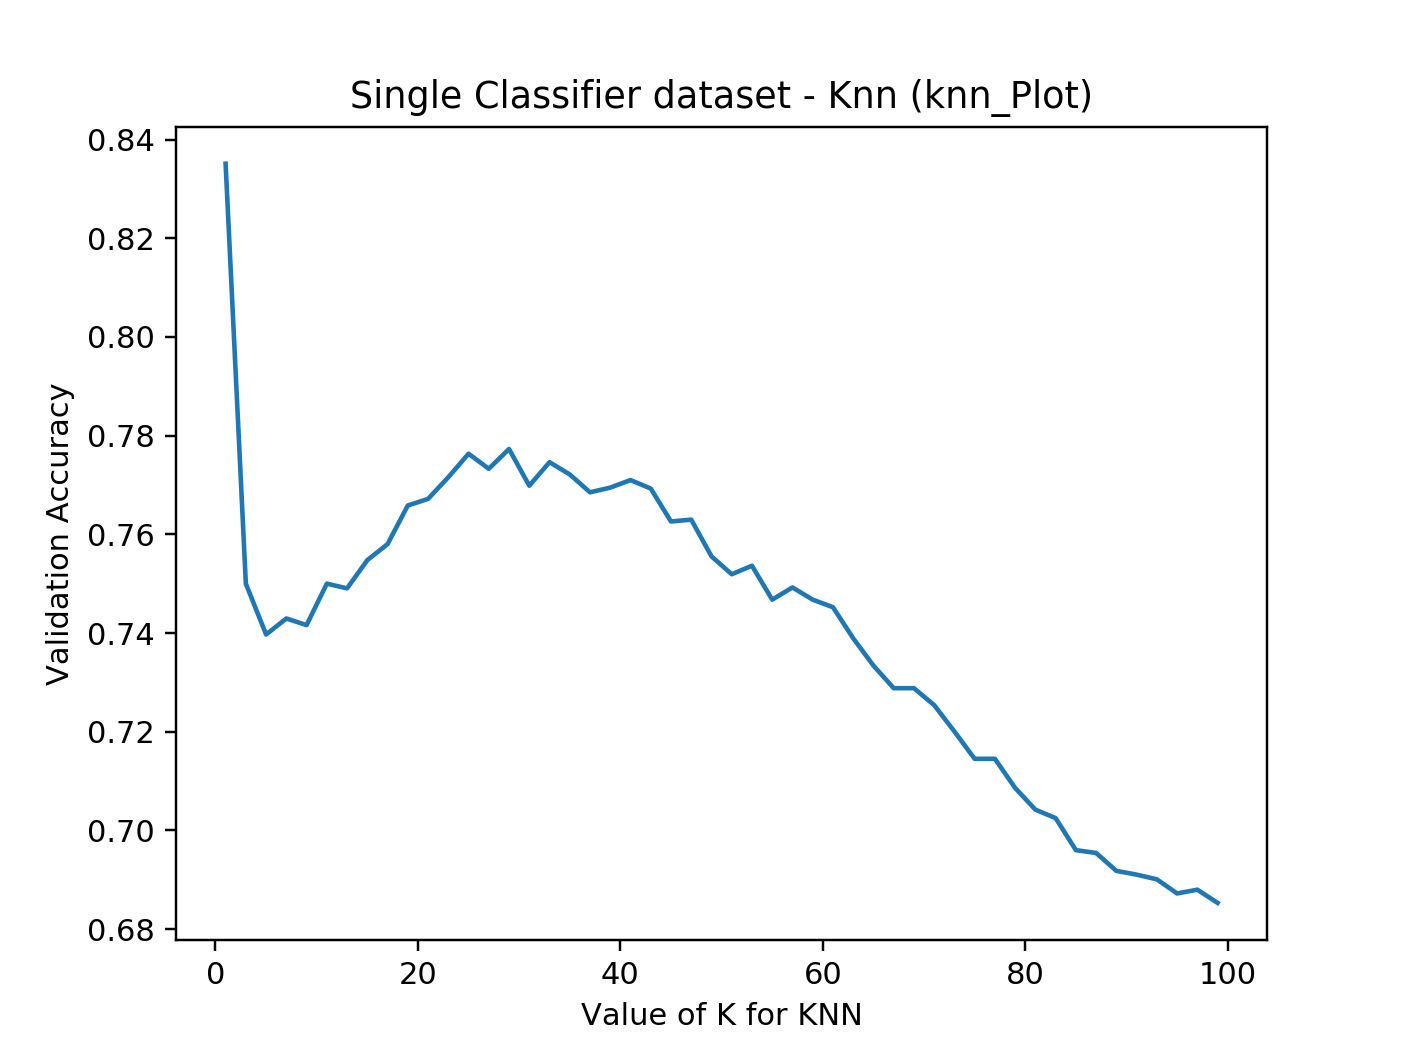 Single Classifier dataset - Knn (knn_Plot)
0.84
0.82
0.80
0.78
0.76
0.74
0.72
0.70
0.68
Validation Accuracy
0 20 40 60 80 100
Value of K for KNN